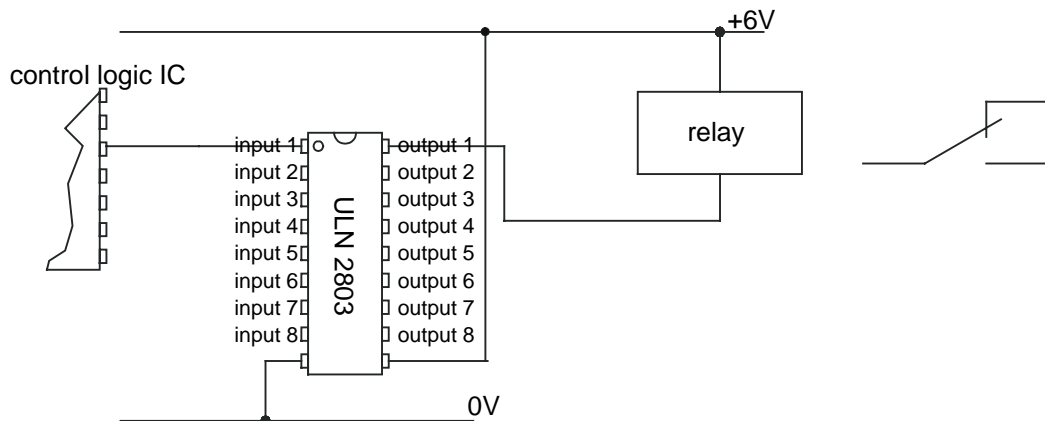 +6V
control logic IC
relay
input 1
output 1
input 2
output 2
input 3
output 3
input 4
output 4
input 5
output 5
input 6
output 6
input 7
output 7
input 8
output 8
ULN 2803
0V